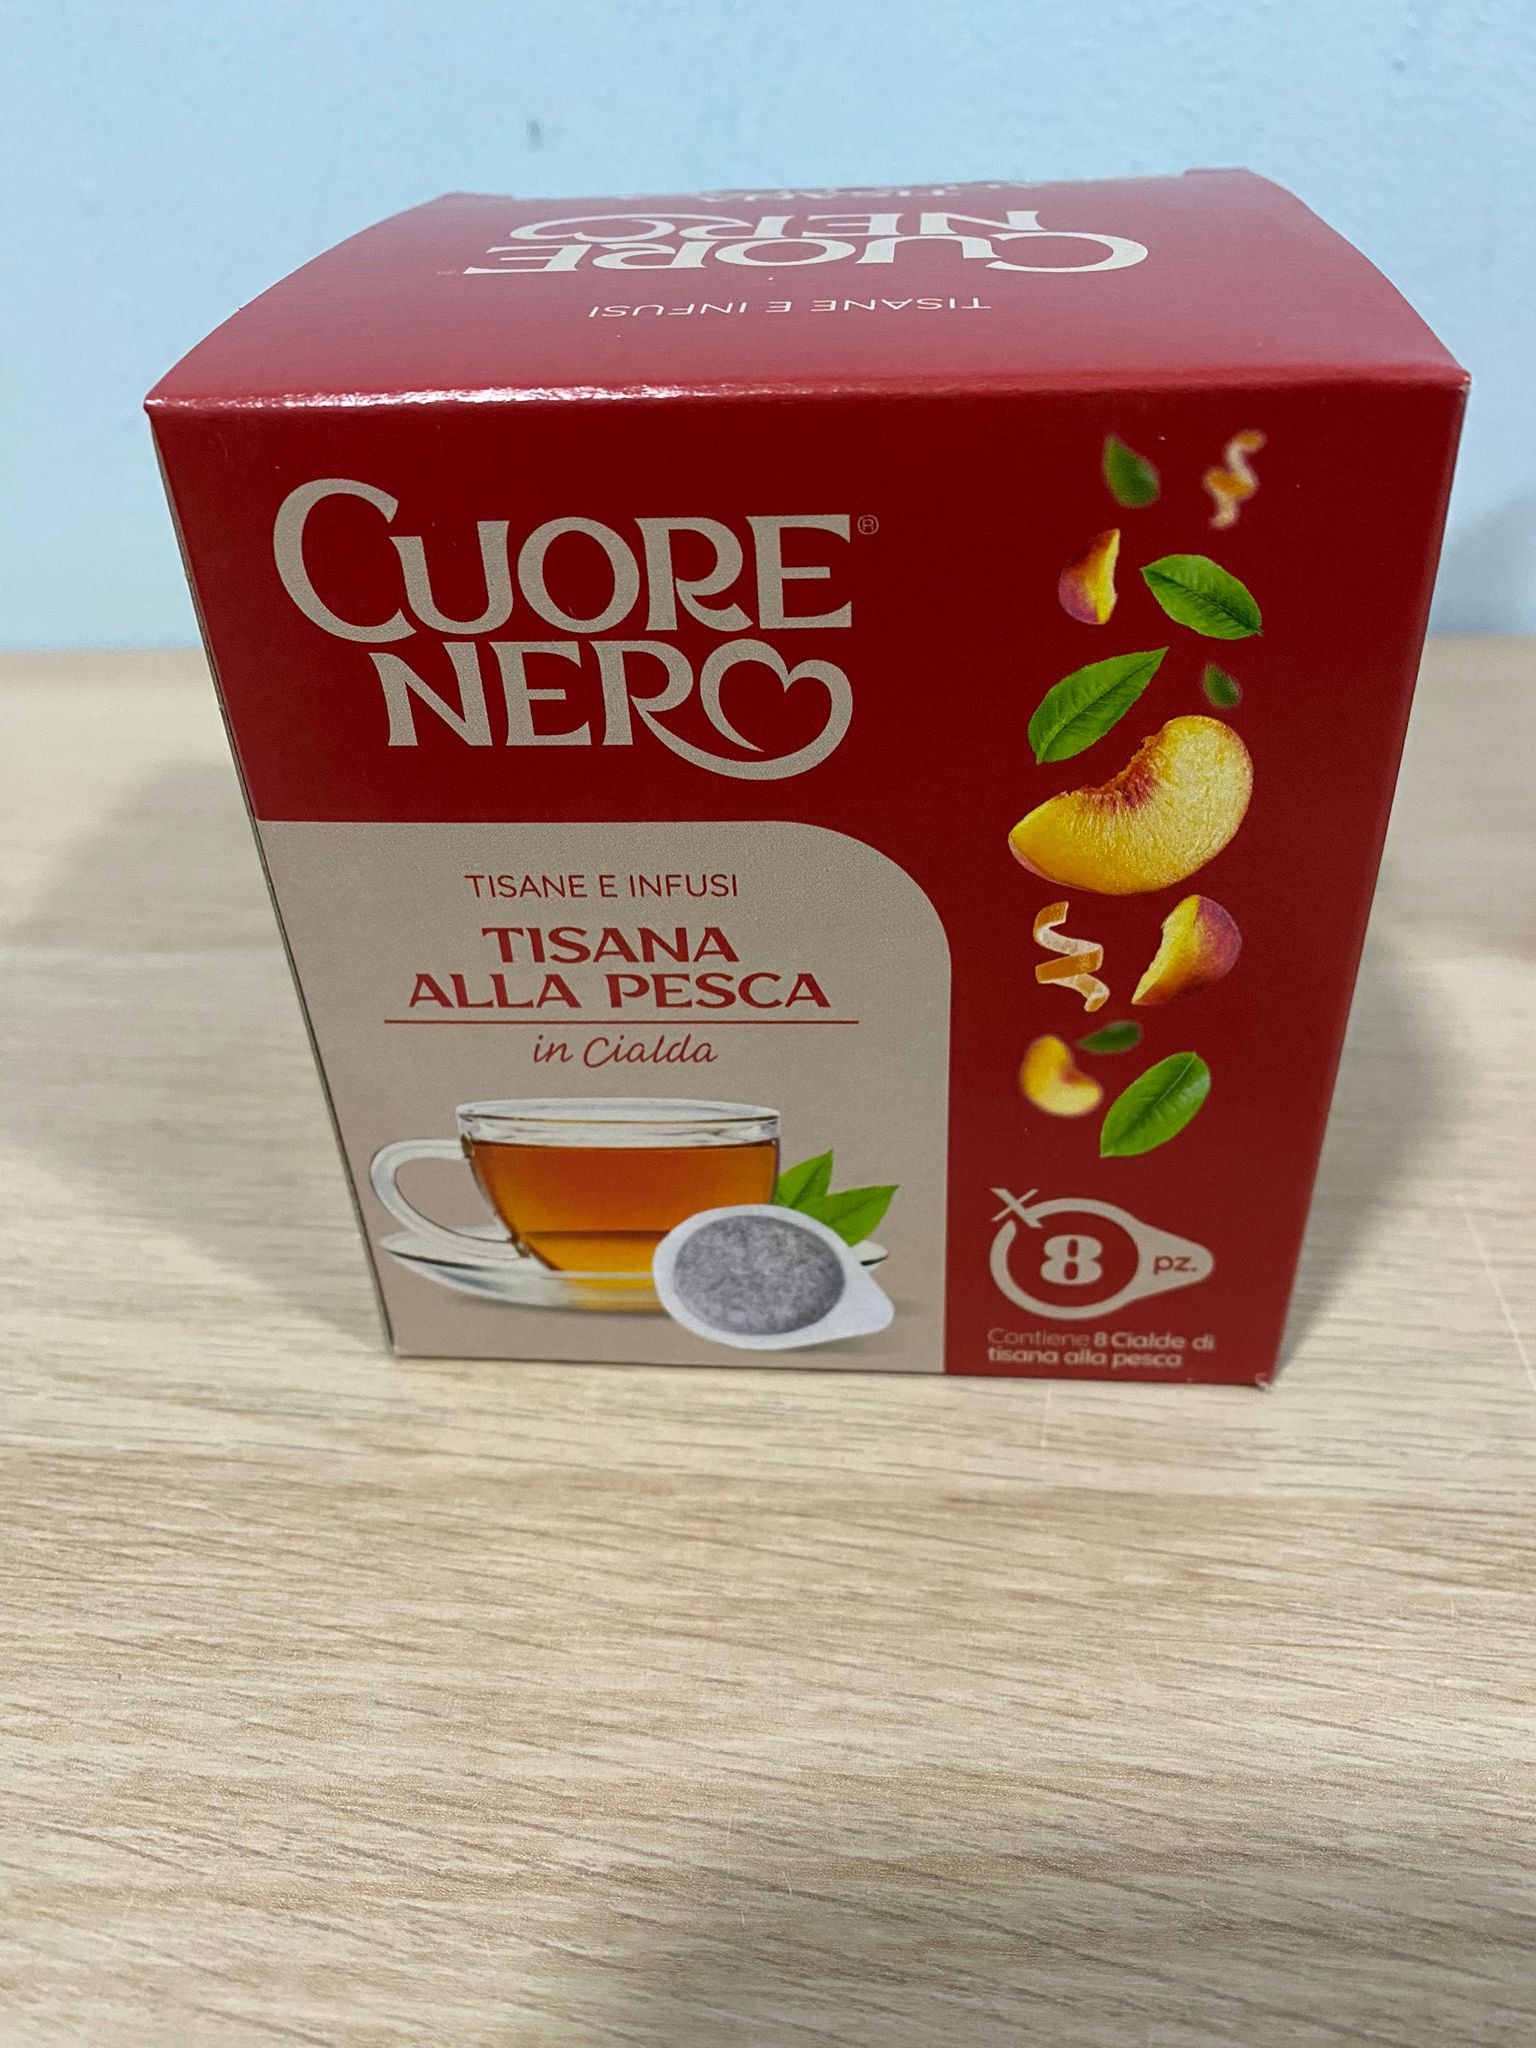 CUORE
NERO
TISANE E INFUSI
CUORE®
NERO
TISANE E INFUSI
TISANA
ALLA PESCA
in Cialda
x8 pz.
Contiene 8 Cialde di
tisana alla pesca